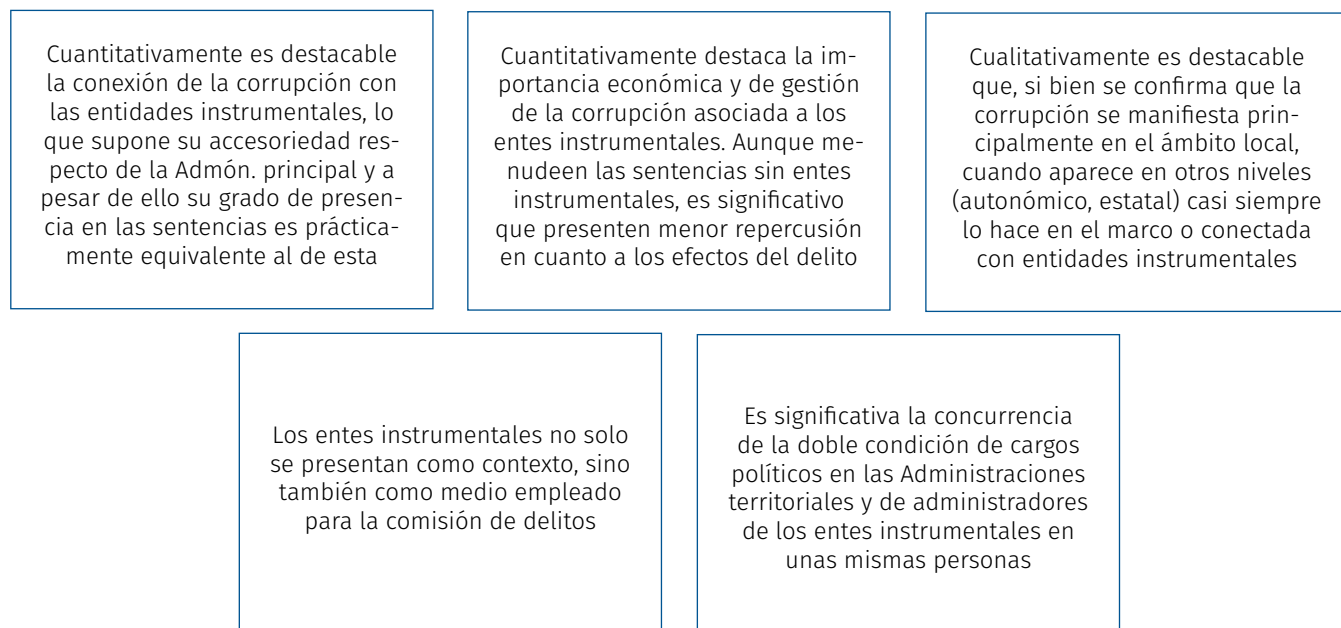 Cuantitativamente es destacable
la conexión de la corrupción con
las entidades instrumentales, lo
que supone su accesoriedad res-
pecto de la Admón. principal y a
pesar de ello su grado de presen-
cia en las sentencias es práctica-
mente equivalente al de esta
Cuantitativamente destaca la im-
portancia económica y de gestión
de la corrupción asociada a los
entes instrumentales. Aunque me-
nudeen las sentencias sin entes
instrumentales, es significativo
que presenten menor repercusión
en cuanto a los efectos del delito
Cualitativamente es destacable
que, si bien se confirma que la
corrupción se manifiesta prin-
cipalmente en el ámbito local,
cuando aparece en otros niveles
(autonómico, estatal) casi siempre
lo hace en el marco o conectada
con entidades instrumentales
Los entes instrumentales no solo
se presentan como contexto, sino
también como medio empleado
para la comisión de delitos
Es significativa la concurrencia
de la doble condición de cargos
políticos en las Administraciones
territoriales y de administradores
de los entes instrumentales en
unas mismas personas